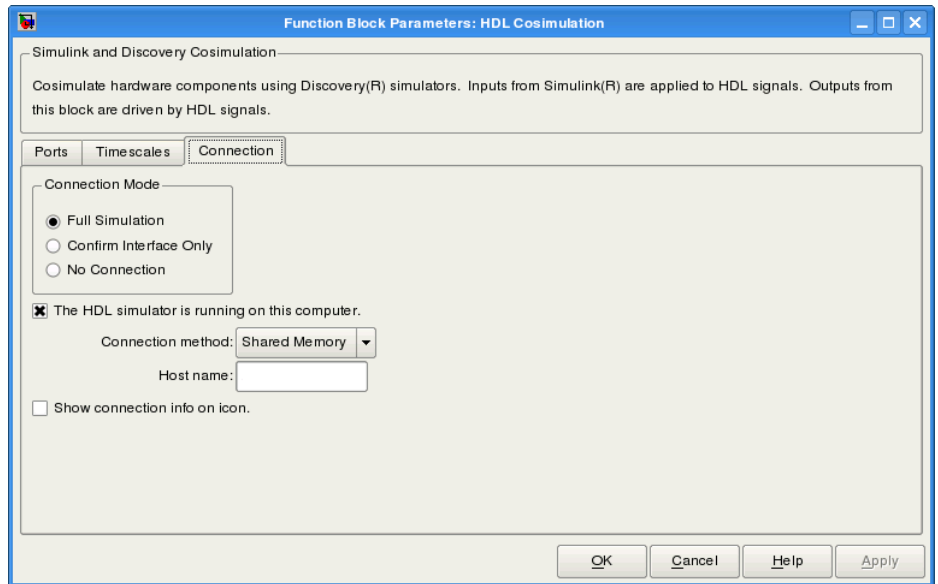 Function Block Parameters: HDL Cosimulation
Simulink and Discovery Cosimulation
Cosimulate hardware components using Discovery(R) simulators. Inputs from Simulink(R) are applied to HDL signals. Outputs from
this block are driven by HDL signals.
Ports Timescales Connection
Connection Mode
Full Simulation
Confirm Interface Only
No Connection
The HDL simulator is running on this computer.
Connection method: Shared Memory
Host name:
Show connection info on icon.
OK Cancel Help Apply